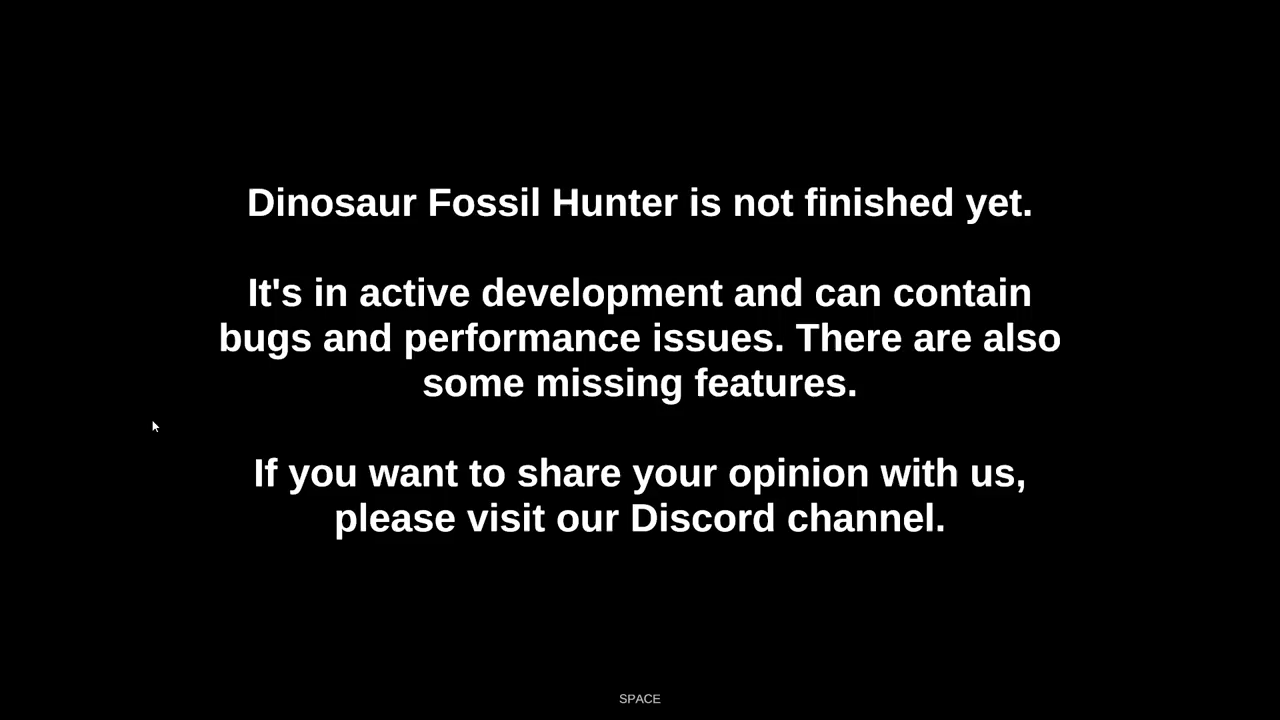 Dinosaur Fossil Hunter is not finished yet.
It's in active development and can contain
bugs and performance issues. There are also
some missing features.
If you want to share your opinion with us,
please visit our Discord channel.
SPACE